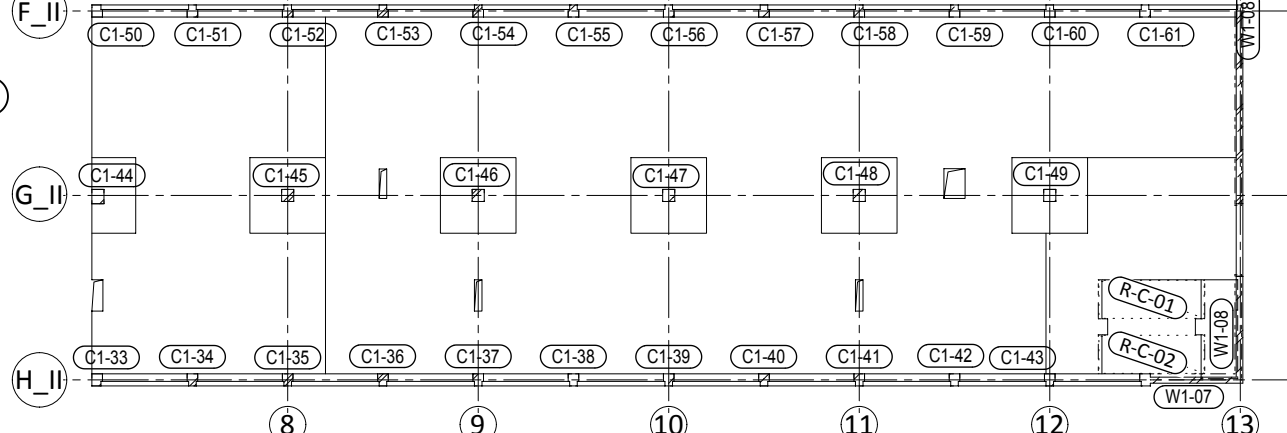 F_II
C1-50 C1-51 C1-52 C1-53 C1-54 C1-55 C1-56 C1-57 C1-58 C1-59 C1-60 C1-61
W1-08
C1-44 C1-45 C1-46 C1-47 C1-48 C1-49
G_II
R-C-01
W1-08
R-C-02
C1-33 C1-34 C1-35 C1-36 C1-37 C1-38 C1-39 C1-40 C1-41 C1-42 C1-43
H_II
W1-07
8 9 10 11 12 13